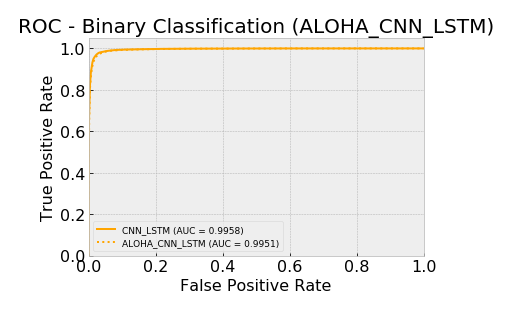 ROC - Binary Classification (ALOHA_CNN_LSTM)
1.0
0.8
0.6
0.4
0.2
0.0
True Positive Rate
CNN_LSTM (AUC = 0.9958)
ALOHA_CNN_LSTM (AUC = 0.9951)
0.0 0.2 0.4 0.6 0.8 1.0
False Positive Rate